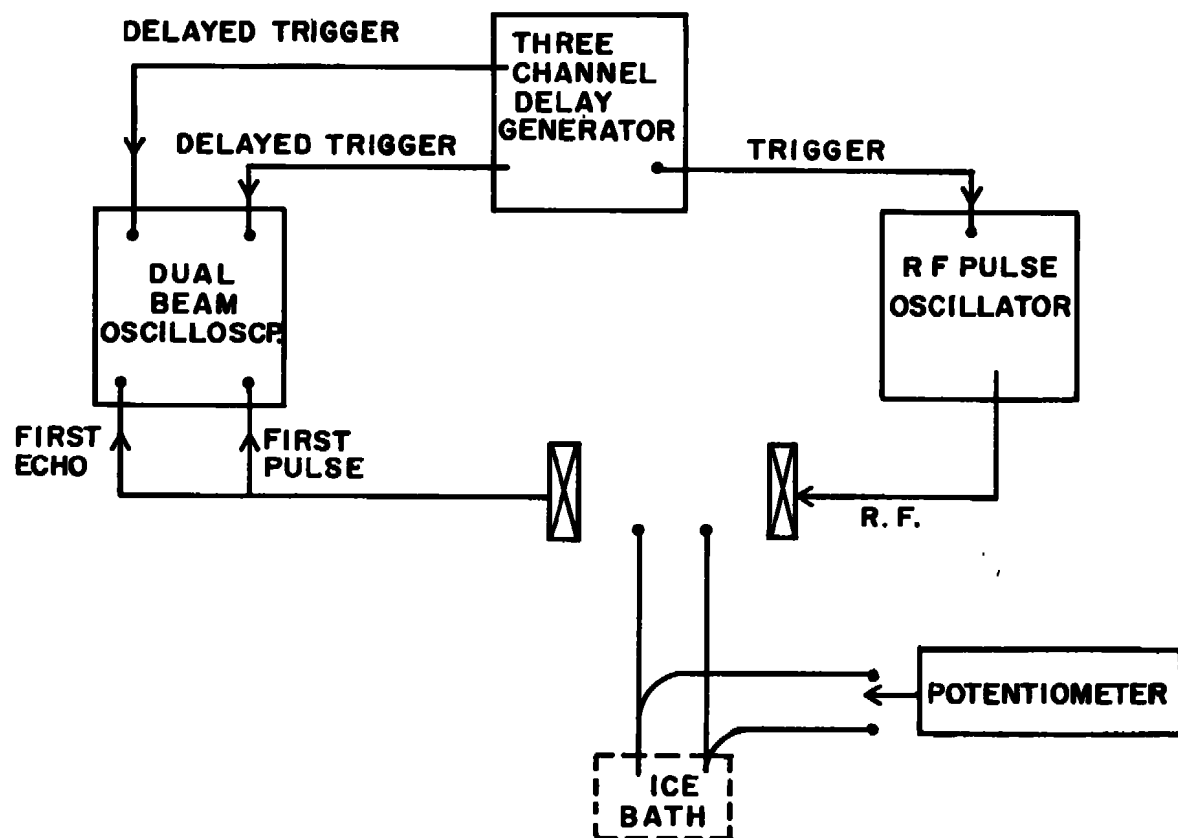 DELAYED TRIGGER
THREE
CHANNEL
DELAY
GENERATOR
DELAYED TRIGGER
TRIGGER
DUAL
BEAM
OSCILLOSCP.
R F PULSE
OSCILLATOR
FIRST
ECHO
FIRST
PULSE
R. F.
POTENTIOMETER
ICE
BATH